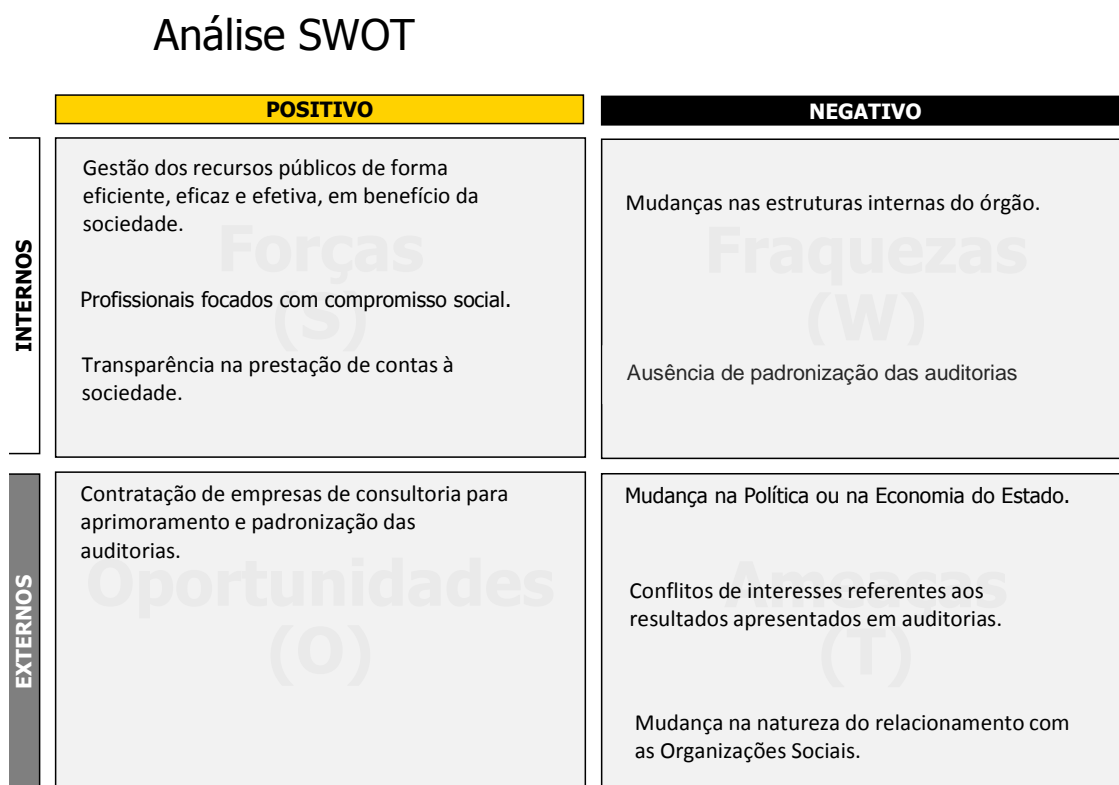 Análise SWOT
POSITIVO
NEGATIVO
INTERNOS
Gestão dos recursos públicos de forma
eficiente, eficaz e efetiva, em benefício da
sociedade.
Forças
(S)
Profissionais focados com compromisso social.
Transparência na prestação de contas à
sociedade.
Mudanças nas estruturas internas do órgão.
Fraquezas
(W)
Ausência de padronização das auditorias
EXTERNOS
Contratação de empresas de consultoria para
aprimoramento e padronização das
auditorias.
Oportunidades
(O)
Mudança na Política ou na Economia do Estado.
Ameaças
(T)
Conflitos de interesses referentes aos
resultados apresentados em auditorias.
Mudança na natureza do relacionamento com
as Organizações Sociais.